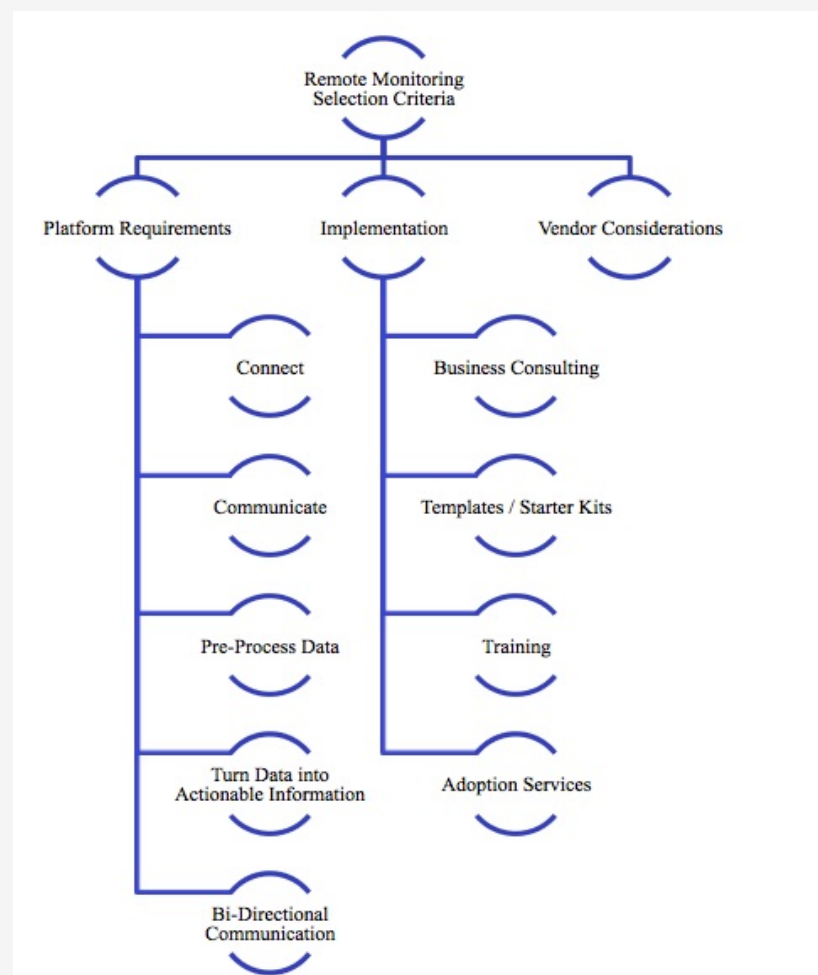 Remote Monitoring
Selection Criteria
Platform Requirements
Implementation
Vendor Considerations
Connect
Business Consulting
Communicate
Templates / Starter Kits
Pre-Process Data
Training
Turn Data into
Actionable Information
Adoption Services
Bi-Directional
Communication